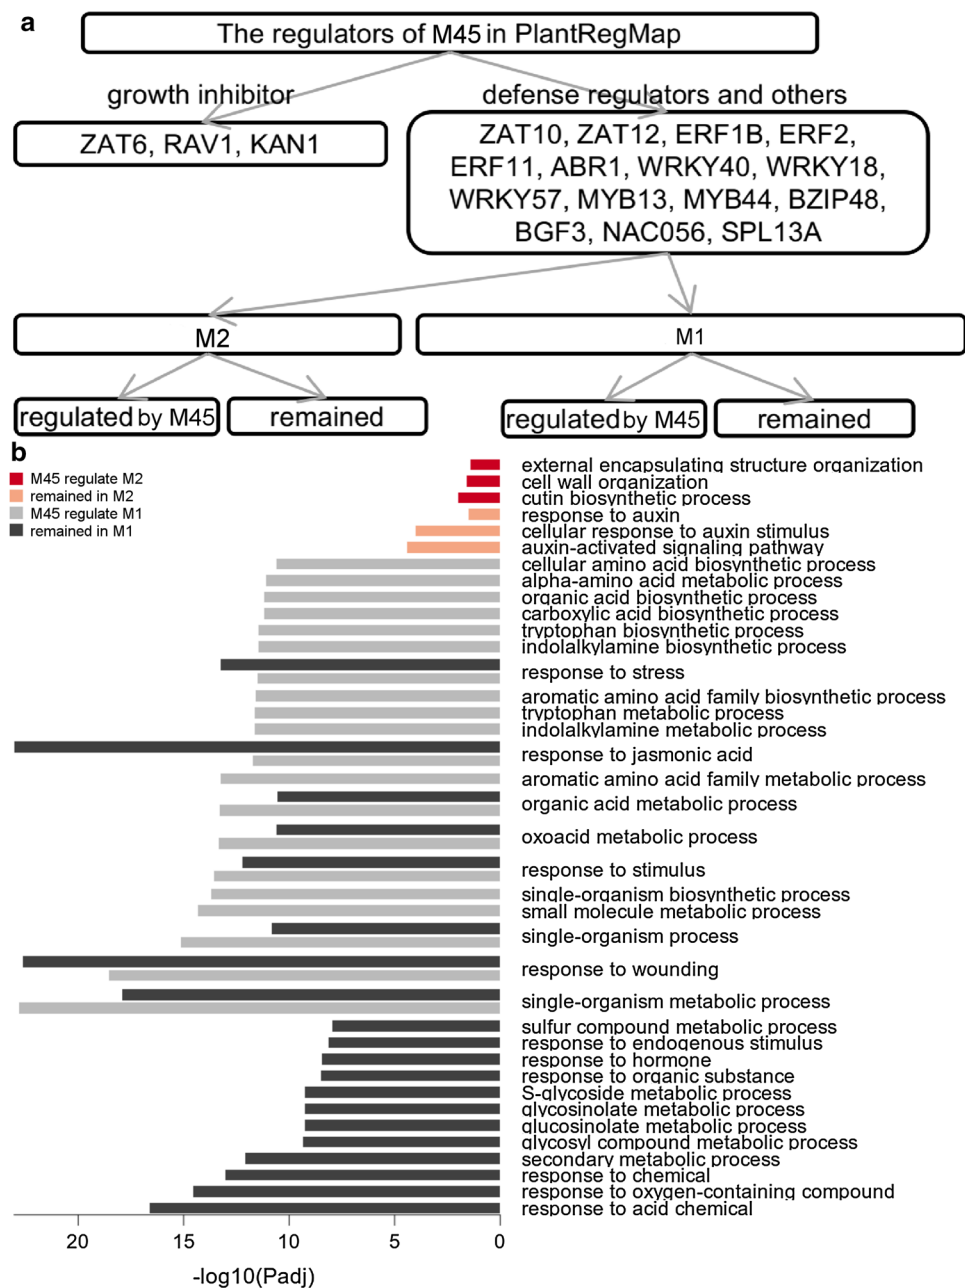 a
The regulators of M45 in PlantRegMap
growth inhibitor
defense regulators and others
ZAT6, RAV1, KAN1
ZAT10, ZAT12, ERF1B, ERF2,
ERF11, ABR1, WRKY40, WRKY18,
WRKY57, MYB13, MYB44, BZIP48,
BGF3, NAC056, SPL13A
M2
M1
regulated by M45
remained
regulated by M45
remained
b
M45 regulate M2
remained in M2
M45 regulate M1
remained in M1
external encapsulating structure organization
cell wall organization
cutin biosynthetic process
response to auxin
cellular response to auxin stimulus
auxin-activated signaling pathway
cellular amino acid biosynthetic process
alpha-amino acid metabolic process
organic acid biosynthetic process
carboxylic acid biosynthetic process
tryptophan biosynthetic process
indolalkylamine biosynthetic process
response to stress
aromatic amino acid family biosynthetic process
tryptophan metabolic process
indolalkylamine metabolic process
response to jasmonic acid
aromatic amino acid family metabolic process
organic acid metabolic process
oxoacid metabolic process
response to stimulus
single-organism biosynthetic process
small molecule metabolic process
single-organism process
response to wounding
single-organism metabolic process
sulfur compound metabolic process
response to endogenous stimulus
response to hormone
response to organic substance
S-glycoside metabolic process
glycosinolate metabolic process
glucosinolate metabolic process
glycosyl compound metabolic process
secondary metabolic process
response to chemical
response to oxygen-containing compound
response to acid chemical
20 15 10 5 0
-log10(Padj)